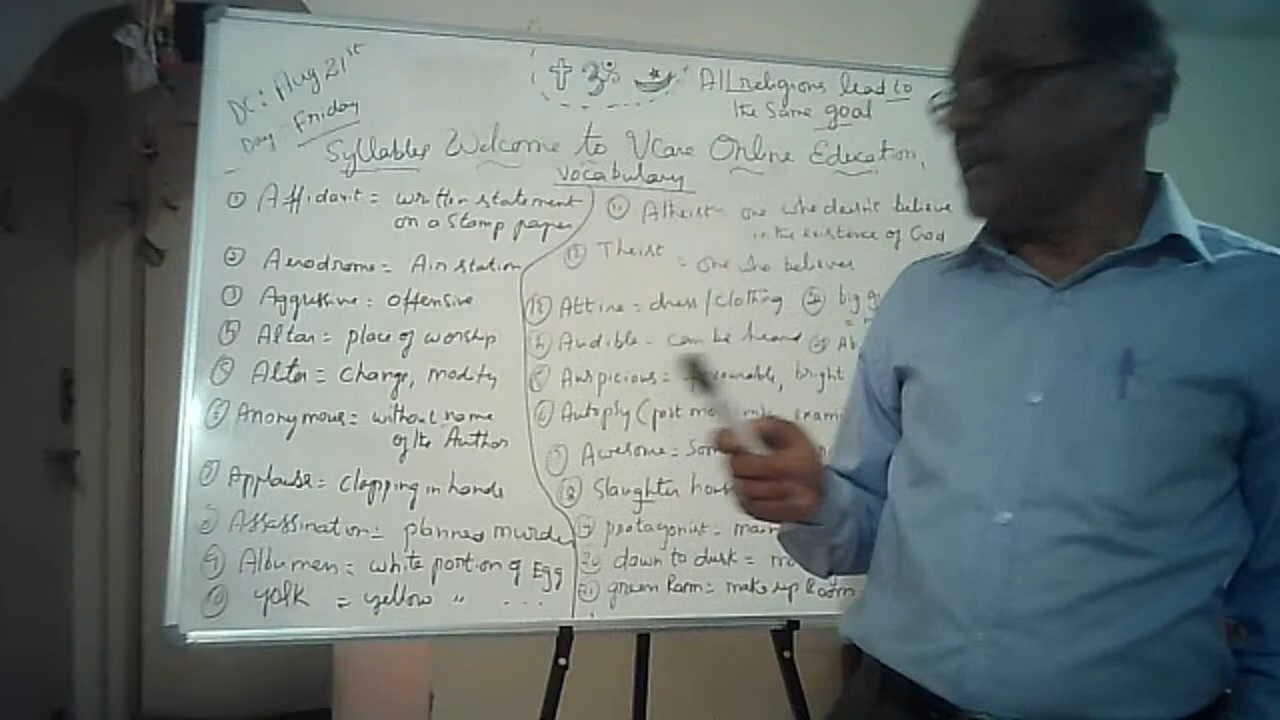 Dt: Aug 21st
Day - Friday
ॐ All religions lead to
the Same goal
Syllables Welcome to VCare Online Education,
Vocabulary
① Affidavit = written statement
on a Stamp paper
② Aerodrome = Air station
③ Aggressive = offensive
④ Altar = place of worship
⑤ Alter = change, modify
⑥ Anonymous = without name
of the Author
⑦ Applause = clapping in hands
⑧ Assassination = planned murder
⑨ Albumen = white portion of Egg
⑩ yolk = yellow " ...
⑪ Atheist - one who doesn't believe
in the existence of God
⑫ Theist = one who believes
⑬ Attire = dress/clothing
⑭ Audible - can be heard
⑮ Auspicious = bright
⑯ Autopsy (post
⑰ Awesome =
⑱ Slaughter
⑲ protagonist =
⑳ dawn to dusk =
㉑ green Room = make up Room
big